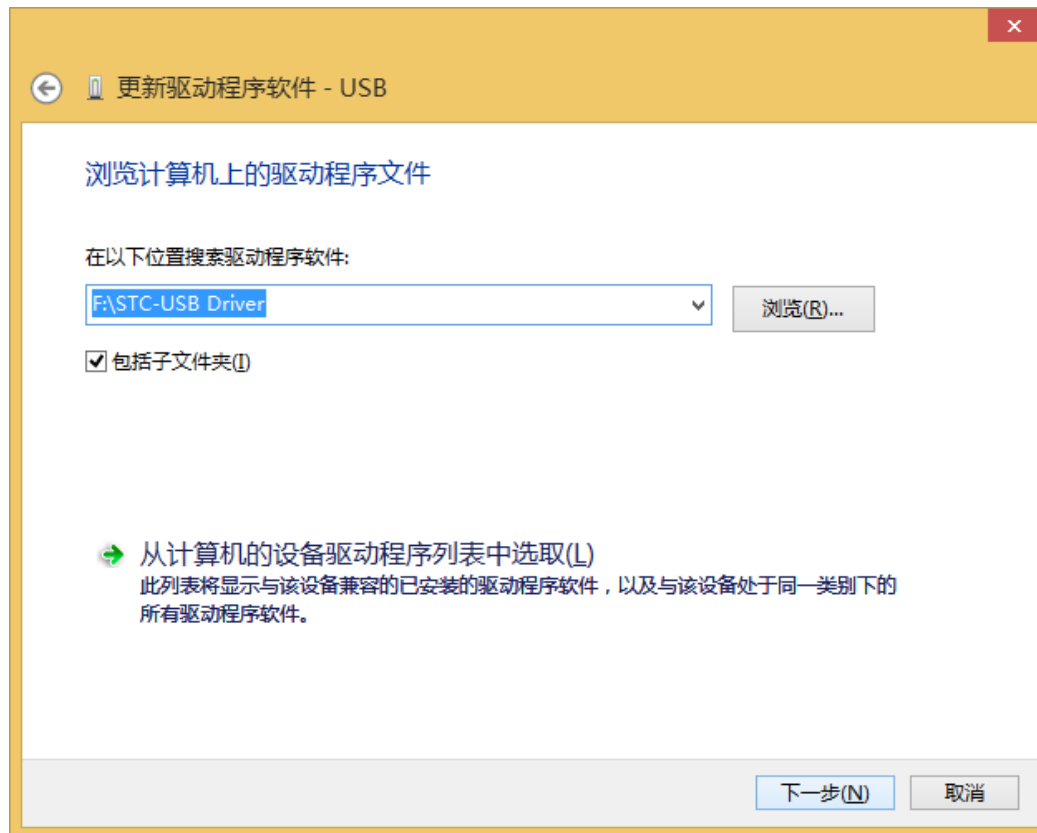 更新驱动程序软件 - USB
浏览计算机上的驱动程序文件
在以下位置搜索驱动程序软件:
F:\STC-USB Driver
浏览(R)...
包括子文件夹(I)
从计算机的设备驱动程序列表中选取(L)
此列表将显示与该设备兼容的已安装的驱动程序软件，以及与该设备处于同一类别下的
所有驱动程序软件。
下一步(N)
取消